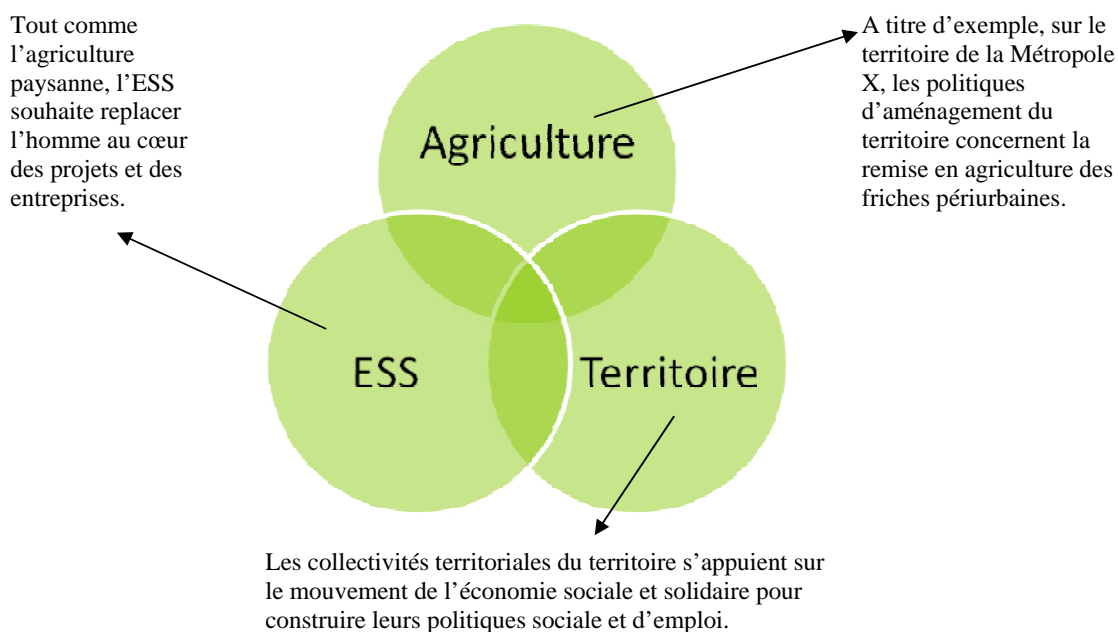 Tout comme
l’agriculture
paysanne, l’ESS
souhaite replacer
l’homme au cœur
des projets et des
entreprises.
A titre d’exemple, sur le
territoire de la Métropole
X, les politiques
d’aménagement du
territoire concernent la
remise en agriculture des
friches périurbaines.
Agriculture
ESS
Territoire
Les collectivités territoriales du territoire s’appuient sur
le mouvement de l’économie sociale et solidaire pour
construire leurs politiques sociale et d’emploi.